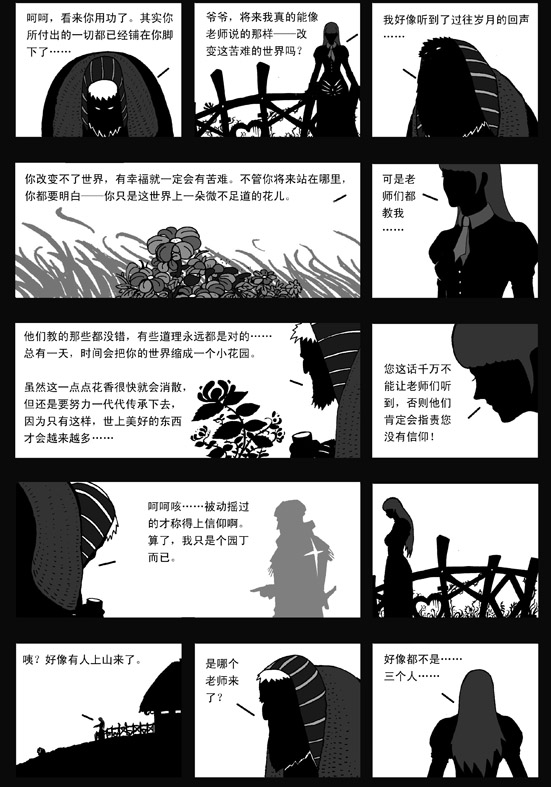 呵呵，看来你用功了。其实你
所付出的一切都已经铺在你脚
下了……
爷爷，将来我真的能像
老师说的那样——改
变这苦难的世界吗？
我好像听到了过往岁月的回声
……
你改变不了世界，有幸福就一定会有苦难。不管你将来站在哪里，
你都要明白——你只是这世界上一朵微不足道的花儿。
可是老
师们都
教我
……
他们教的那些都没错，有些道理永远都是对的……
总有一天，时间会把你的世界缩成一个小花园。
虽然这一点点花香很快就会消散，
但还是要努力一代代传承下去，
因为只有这样，世上美好的东西
才会越来越多……
您这话千万不
能让老师们听
到，否则他们
肯定会指责您
没有信仰！
呵呵咳……被动摇过
的才称得上信仰啊。
算了，我只是个园丁
而已。
咦？好像有人上山来了。
是哪个
老师来
了？
好像都不是……
三个人……